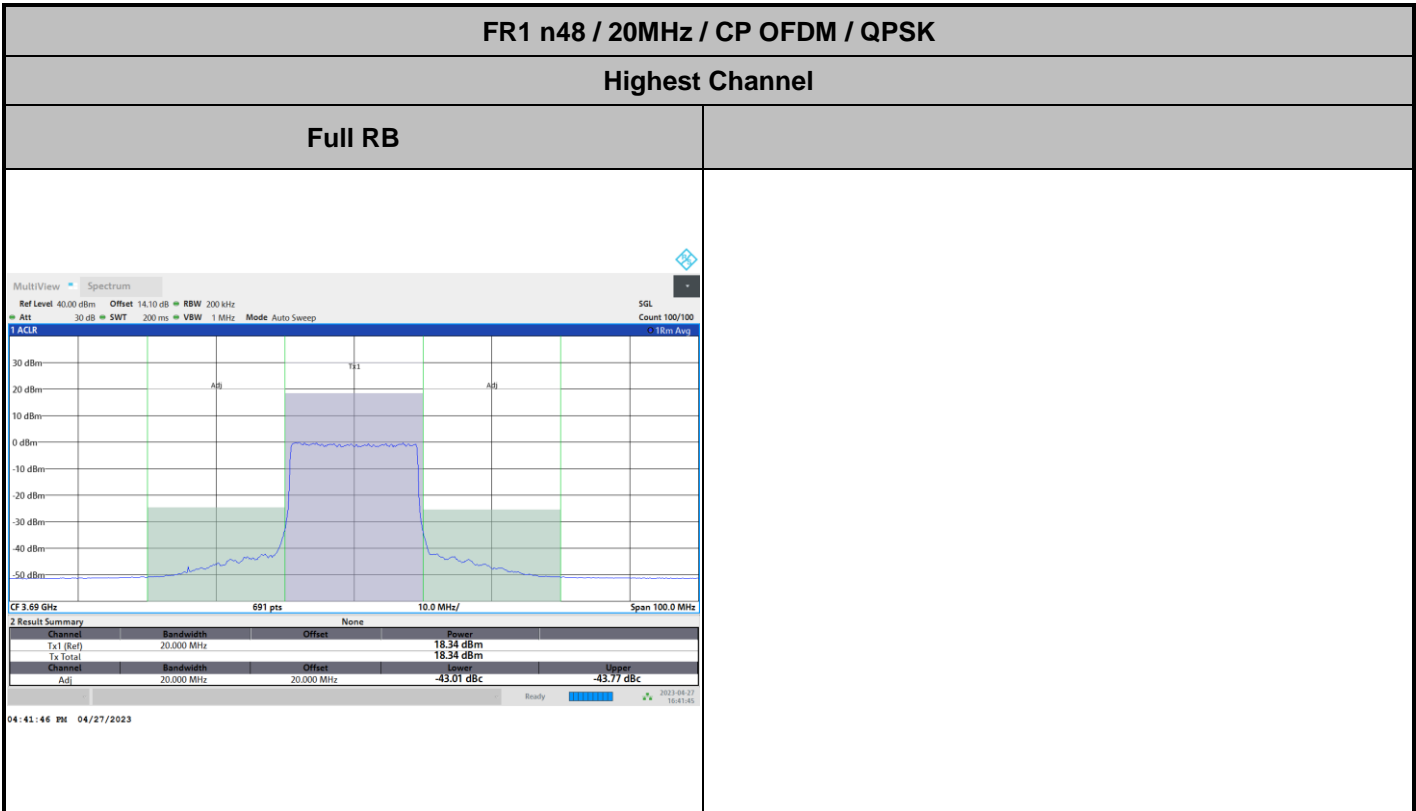 FR1 n48 / 20MHz / CP OFDM / QPSK
Highest Channel
Full RB
MultiView Spectrum
Ref Level 40.00 dBm Offset 14.10 dB RBW 200 kHz SGL
Att 30 dB SWT 200 ms VBW 1 MHz Mode Auto Sweep Count 100/100
1 ACLR 1Rm Avg
30 dBm
Tx1
Adj Adj
20 dBm
10 dBm
0 dBm
-10 dBm
-20 dBm
-30 dBm
-40 dBm
-50 dBm
CF 3.69 GHz 691 pts 10.0 MHz/ Span 100.0 MHz
2 Result Summary None
Channel Bandwidth Offset Power
Tx1 (Ref) 20.000 MHz 18.34 dBm
Tx Total 18.34 dBm
Channel Bandwidth Offset Lower Upper
Adj 20.000 MHz 20.000 MHz -43.01 dBc -43.77 dBc
Ready 2023-04-27
16:41:45
04:41:46 PM 04/27/2023